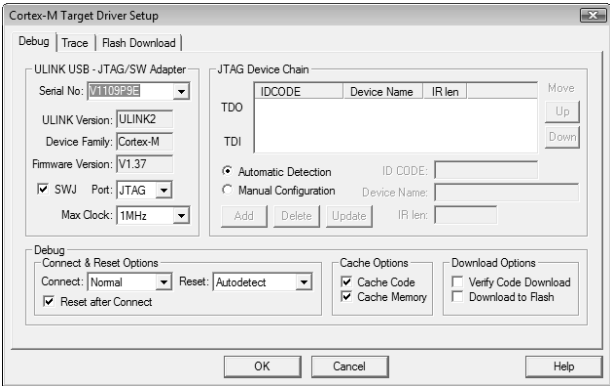 Cortex-M Target Driver Setup
Debug Trace Flash Download
ULINK USB - JTAG/SW Adapter
Serial No: V1109P9E
ULINK Version: ULINK2
Device Family: Cortex-M
Firmware Version: V1.37
SWJ Port: JTAG
Max Clock: 1MHz
JTAG Device Chain
IDCODE Device Name IR len
TDO
TDI
Move
Up
Down
Automatic Detection
Manual Configuration
ID CODE:
Device Name:
Add Delete Update IR len:
Debug
Connect & Reset Options
Connect: Normal Reset: Autodetect
Reset after Connect
Cache Options
Cache Code
Cache Memory
Download Options
Verify Code Download
Download to Flash
OK Cancel Help